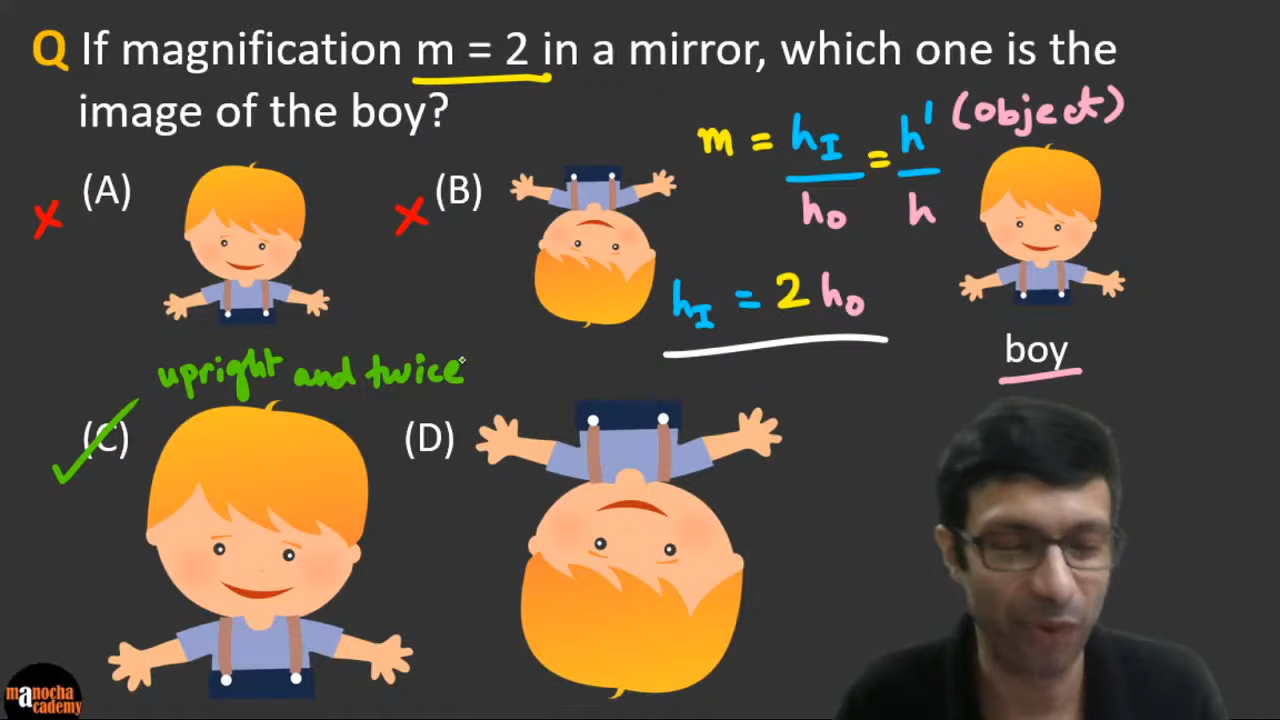 Q If magnification m = 2 in a mirror, which one is the
image of the boy?
(object)
m = hI/ho = h'/h
(A)
(B)
hI = 2 ho
boy
upright and twice
(C)
(D)
manocha
academy